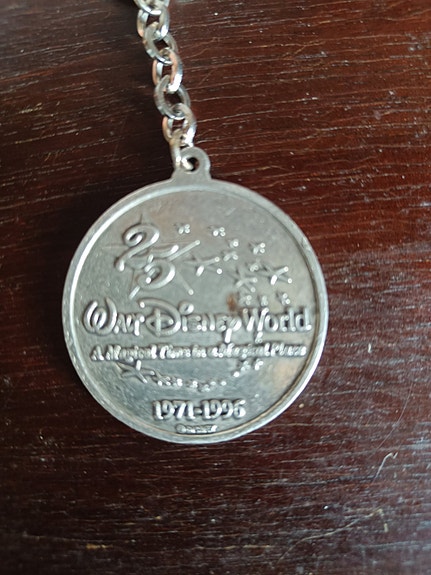 25
Walt Disney World
A Magical Time in a Magical Place
1971-1996